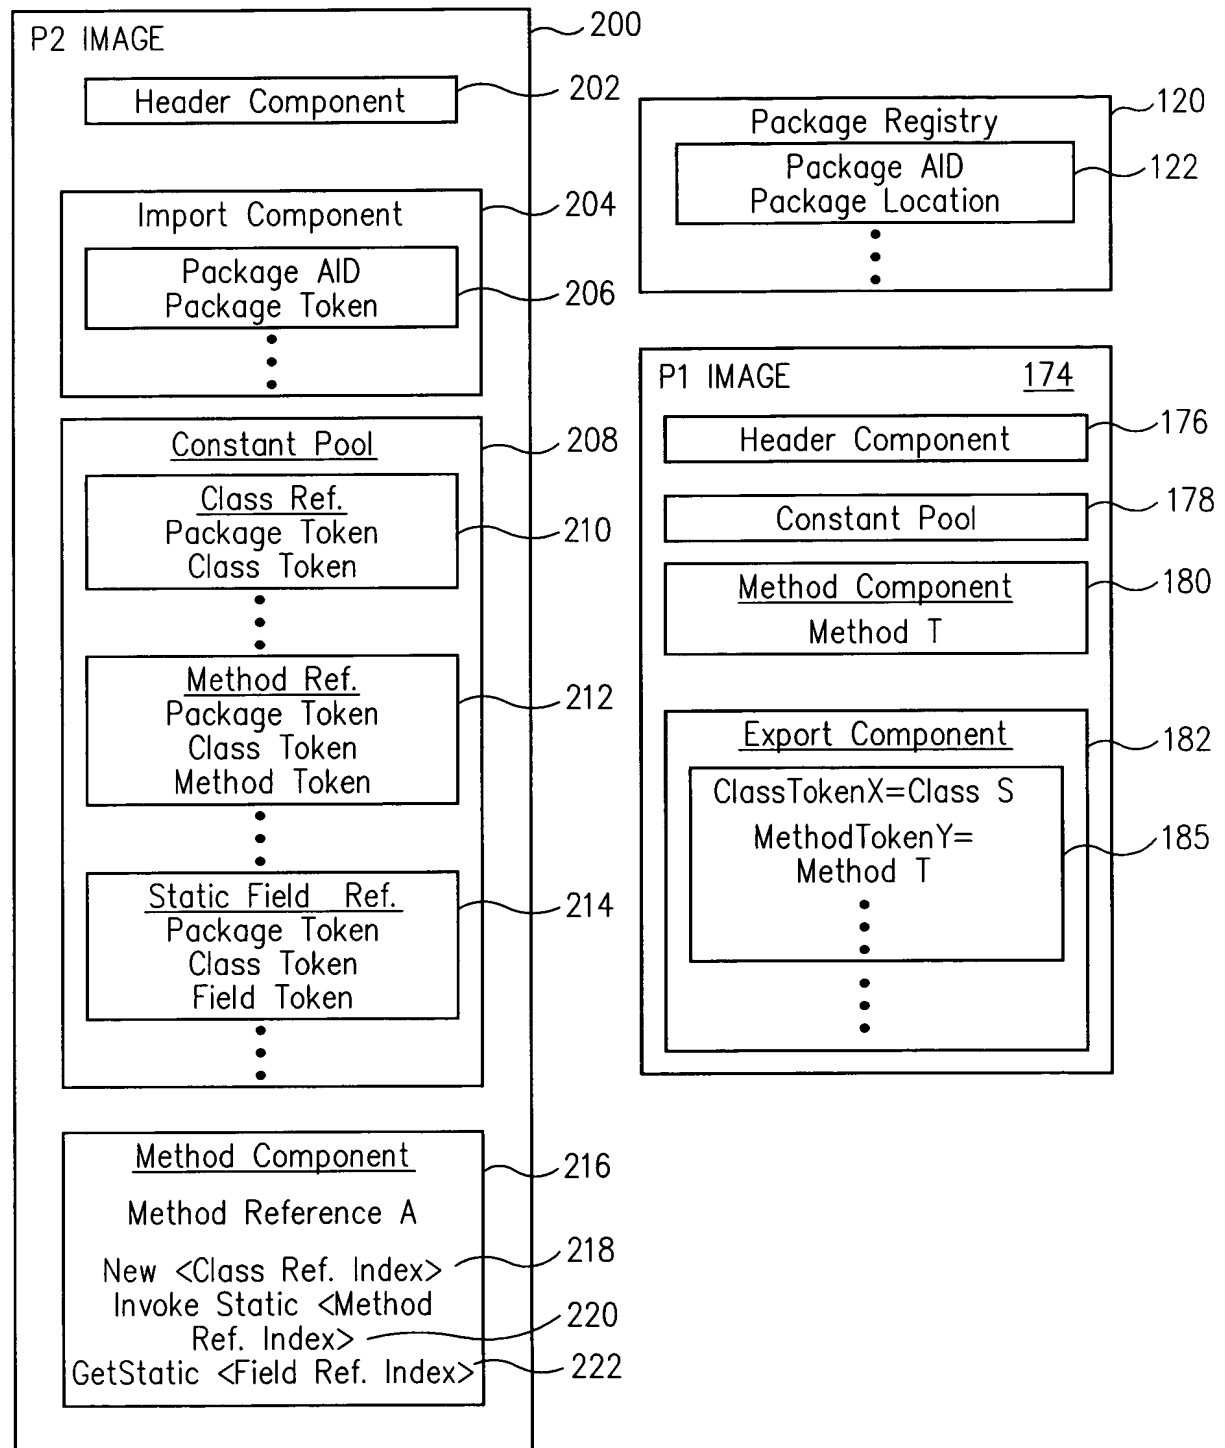 P2 IMAGE
200
Header Component
202
Import Component
204
Package AID
Package Token
206
Constant Pool
208
Class Ref.
Package Token
Class Token
210
Method Ref.
Package Token
Class Token
Method Token
212
Static Field Ref.
Package Token
Class Token
Field Token
214
Method Component
216
Method Reference A
New <Class Ref. Index>
218
Invoke Static <Method
Ref. Index>
220
GetStatic <Field Ref. Index>
222
Package Registry
120
Package AID
Package Location
122
P1 IMAGE
174
Header Component
176
Constant Pool
178
Method Component
Method T
180
Export Component
182
ClassTokenX=Class S
MethodTokenY=
Method T
185